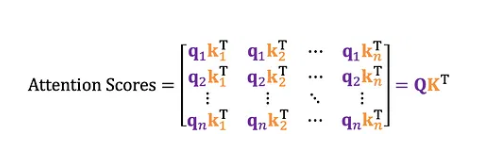 q₁k₁ᵀ q₁k₂ᵀ ⋯ q₁kₙᵀ
q₂k₁ᵀ q₂k₂ᵀ ⋯ q₂kₙᵀ
Attention Scores = [ ⋮ ⋮ ⋱ ⋮ ] = QKᵀ
qₙk₁ᵀ qₙk₂ᵀ ⋯ qₙkₙᵀ